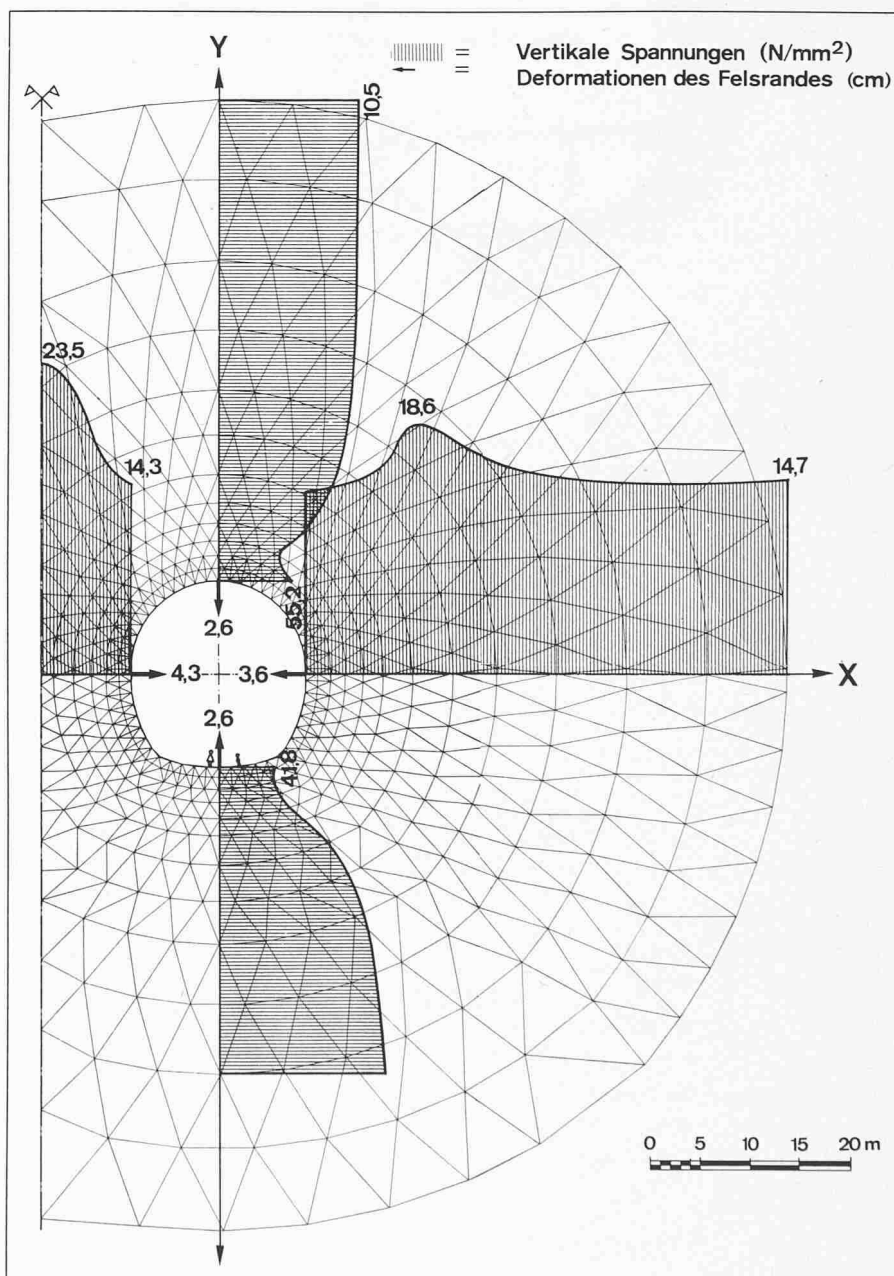 Y
= Vertikale Spannungen (N/mm²)
= Deformationen des Felsrandes (cm)
10,5
23,5
18,6
14,3
14,7
55,2
2,6
4,3
3,6
X
2,6
41,8
0 5 10 15 20 m